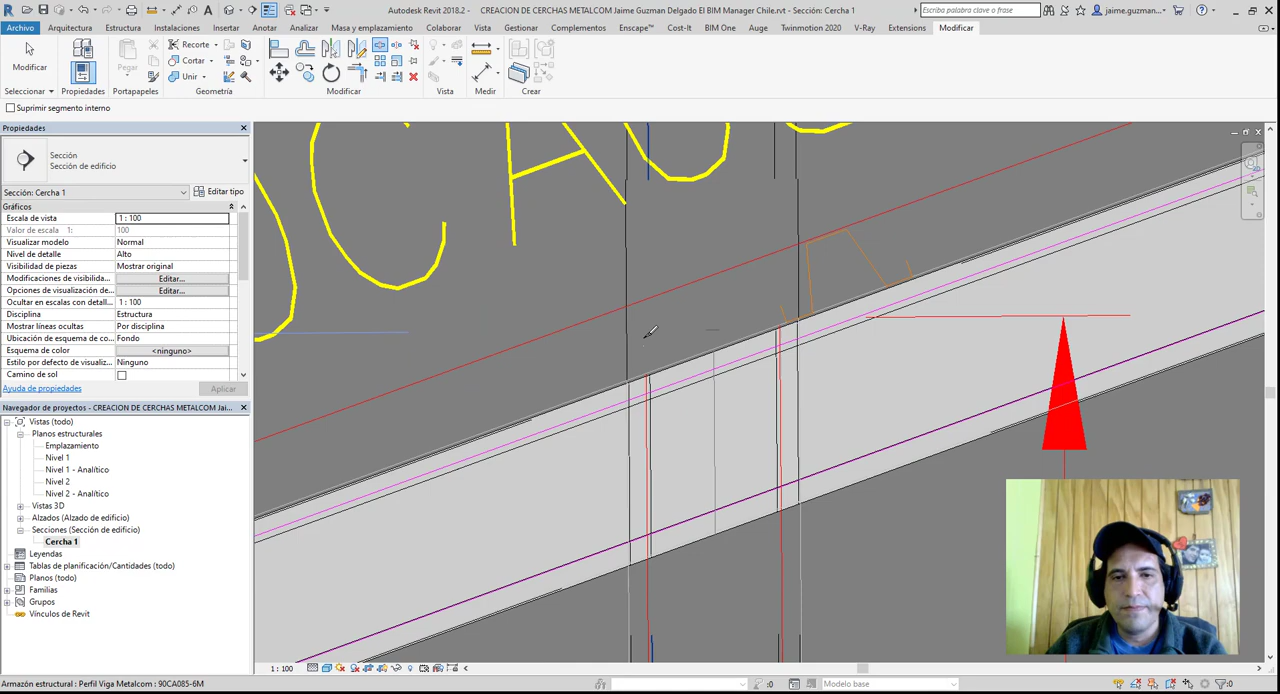 Autodesk Revit 2018.2 - CREACION DE CERCHAS METALCOM Jaime Guzman Delgado El BIM Manager Chile.rvt - Sección: Cercha 1
Escriba palabra clave o frase
jaime.guzman...
Archivo Arquitectura Estructura Insertar Anotar Analizar Masa y emplazamiento Colaborar Vista Gestionar Complementos Enscape™ Cost-It BIM One Auge Twinmotion 2020 V-Ray Extensions Modificar
Modificar
Pegar
Recorte
Cortar
Unir
Seleccionar Propiedades Portapapeles Geometría Modificar Vista Medir Crear
Suprimir segmento interno
Propiedades
Sección
Sección de edificio
Sección: Cercha 1
Editar tipo
Gráficos
Escala de vista 1 : 100
Valor de escala 1: 100
Visualizar modelo Normal
Nivel de detalle Alto
Visibilidad de piezas Mostrar original
Modificaciones de visibilida... Editar...
Opciones de visualización de... Editar...
Ocultar en escalas con detall... 1 : 100
Disciplina Estructura
Mostrar líneas ocultas Por disciplina
Ubicación de esquema de co... Fondo
Esquema de color <ninguno>
Estilo por defecto de visualiz... Ninguno
Camino de sol
Ayuda de propiedades Aplicar
Navegador de proyectos - CREACION DE CERCHAS METALCOM Jai...
Vistas (todo)
Planos estructurales
Emplazamiento
Nivel 1
Nivel 1 - Analítico
Nivel 2
Nivel 2 - Analítico
Vistas 3D
Alzados (Alzado de edificio)
Secciones (Sección de edificio)
Cercha 1
Leyendas
Tablas de planificación/Cantidades (todo)
Planos (todo)
Familias
Grupos
Vínculos de Revit
1 : 100
Armazón estructural : Perfil Viga Metalcom : 90CA085-6M
:0
Modelo base
:0